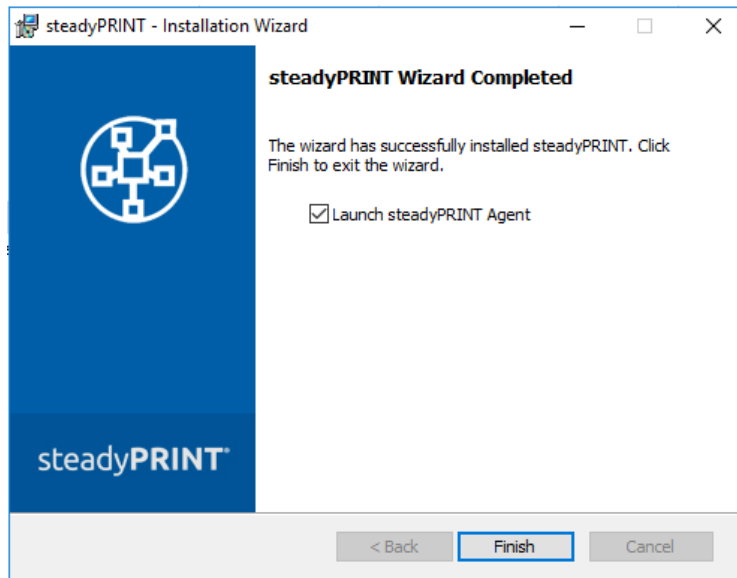 steadyPRINT - Installation Wizard
steadyPRINT Wizard Completed
The wizard has successfully installed steadyPRINT. Click
Finish to exit the wizard.
Launch steadyPRINT Agent
steadyPRINT®
< Back
Finish
Cancel